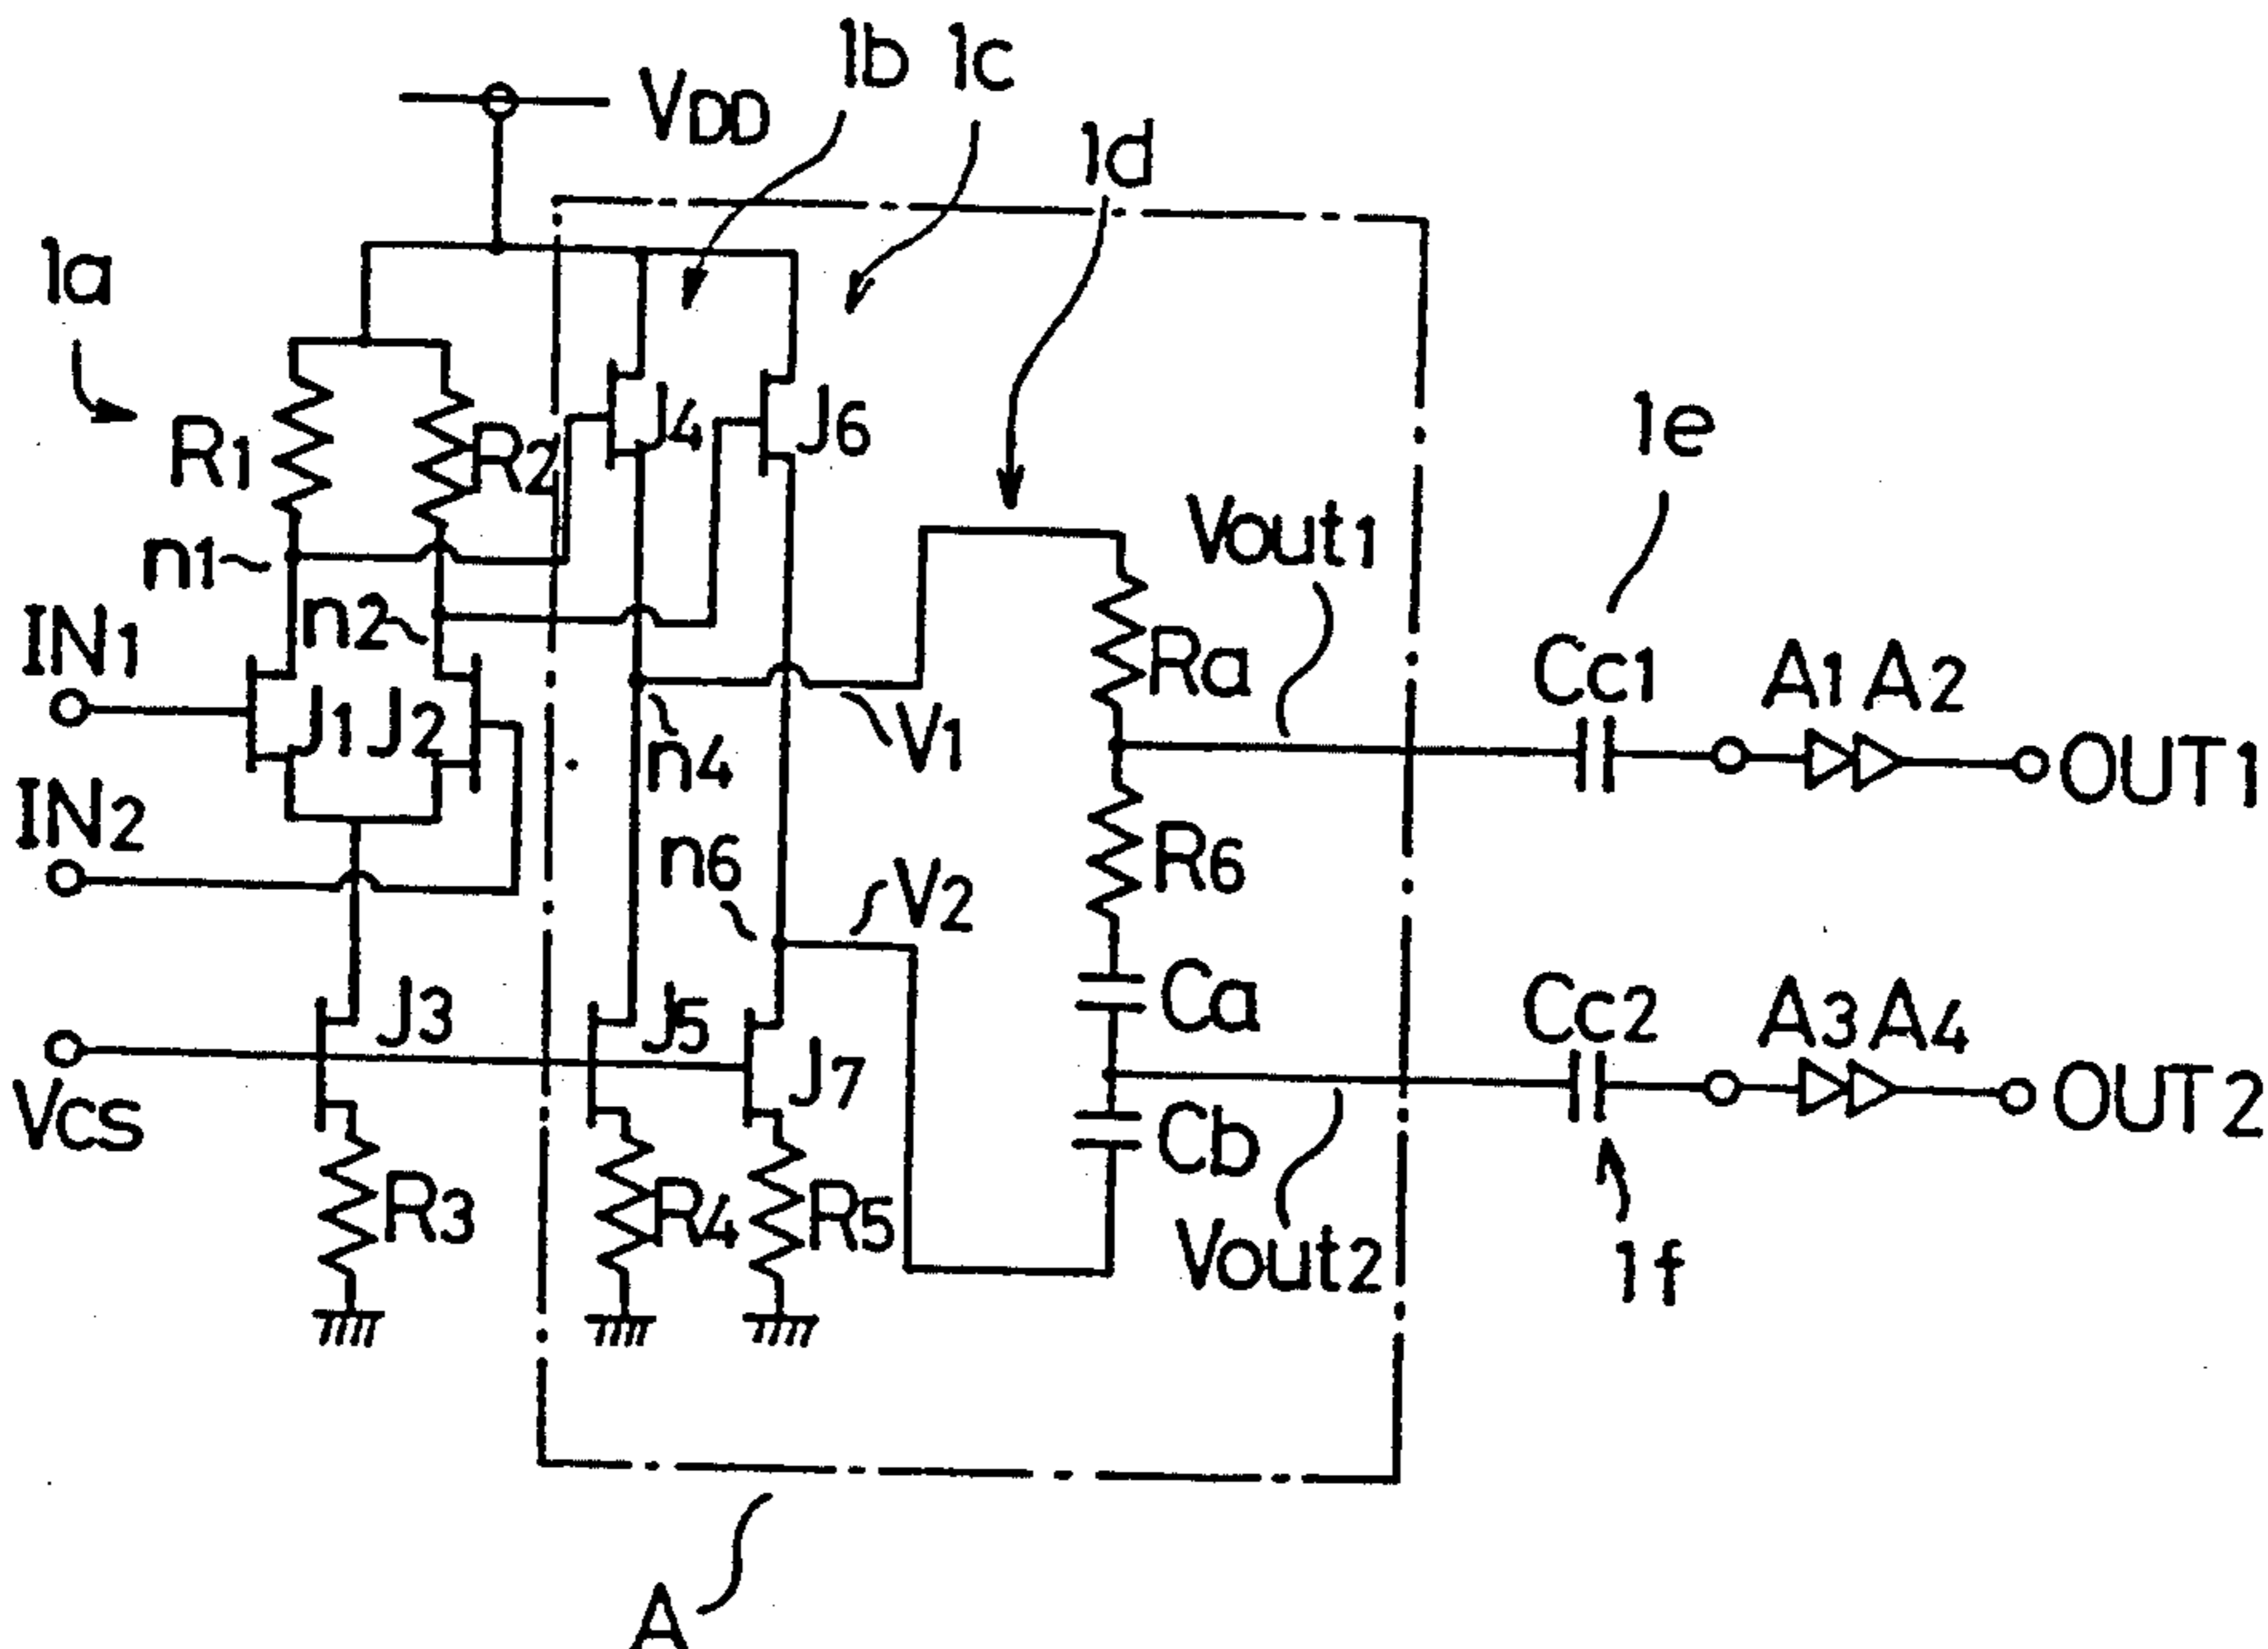 1b 1c
VDD
1d
1a
J4
J6
1e
R1
R2
Vout1
n1
n2
IN1
Ra
Cc1
A1 A2
J1 J2
V1
n4
OUT1
IN2
R6
n6
V2
Ca
Cc2
A3 A4
J3
J5
J7
OUT2
VCS
Cb
R3
R4
R5
Vout2
1f
A